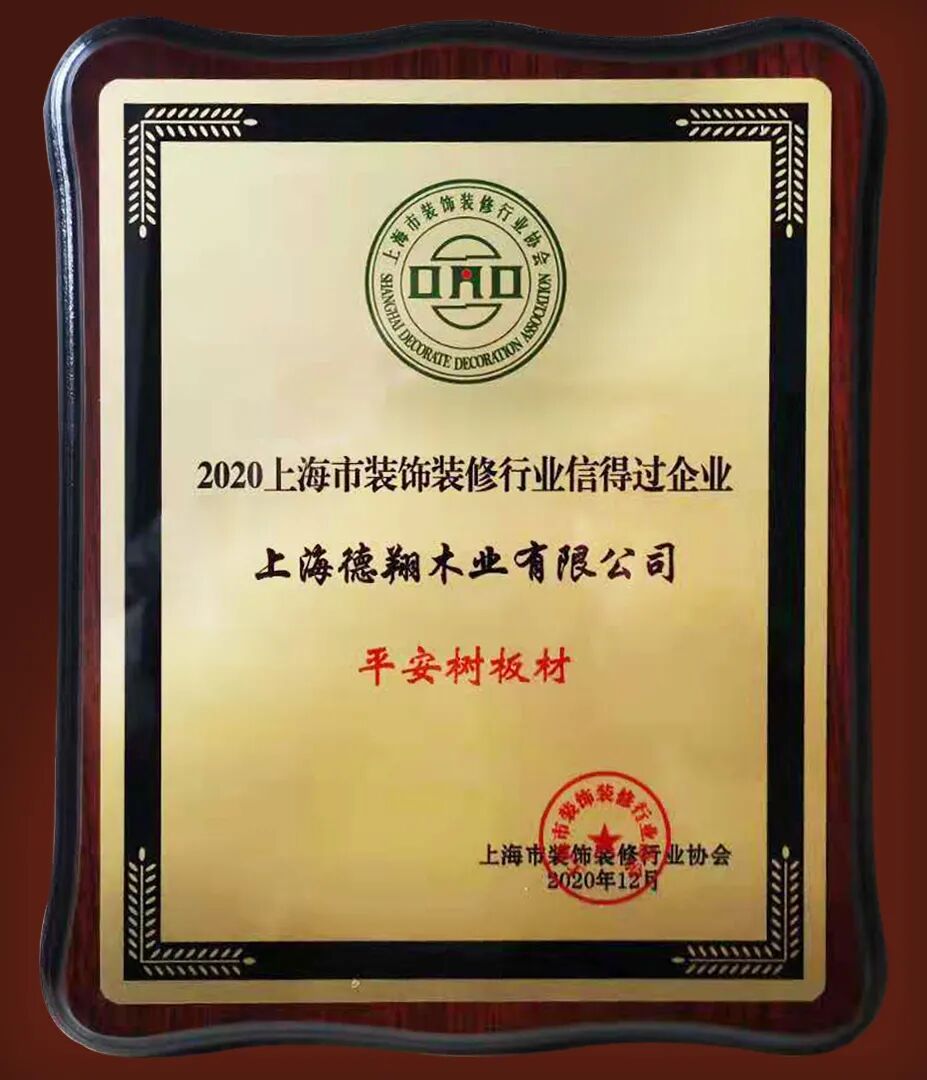 上海市装饰装修行业协会
SHANGHAI DECORATE DECORATION ASSOCIATION
2020上海市装饰装修行业信得过企业
上海德翔木业有限公司
平安树板材
上海市装饰装修行业协会
上海市装饰装修行业协会
2020年12月